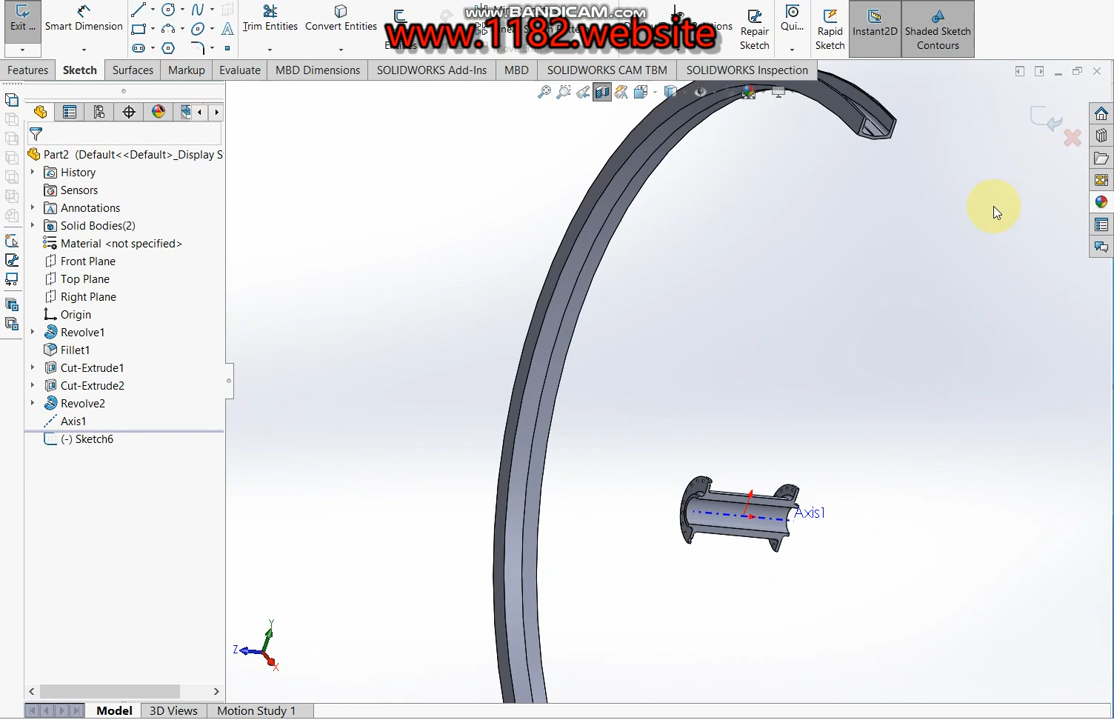 www.BANDICAM.COM
www.1182.website
Exit ...
Smart Dimension
Trim Entities
Convert Entities
Repair Sketch
Qui...
Rapid Sketch
Instant2D
Shaded Sketch Contours
Features
Sketch
Surfaces
Markup
Evaluate
MBD Dimensions
SOLIDWORKS Add-Ins
MBD
SOLIDWORKS CAM TBM
SOLIDWORKS Inspection
Part2 (Default<<Default>_Display S
History
Sensors
Annotations
Solid Bodies(2)
Material <not specified>
Front Plane
Top Plane
Right Plane
Origin
Revolve1
Fillet1
Cut-Extrude1
Cut-Extrude2
Revolve2
Axis1
(-) Sketch6
Axis1
Y
Z
X
Model
3D Views
Motion Study 1